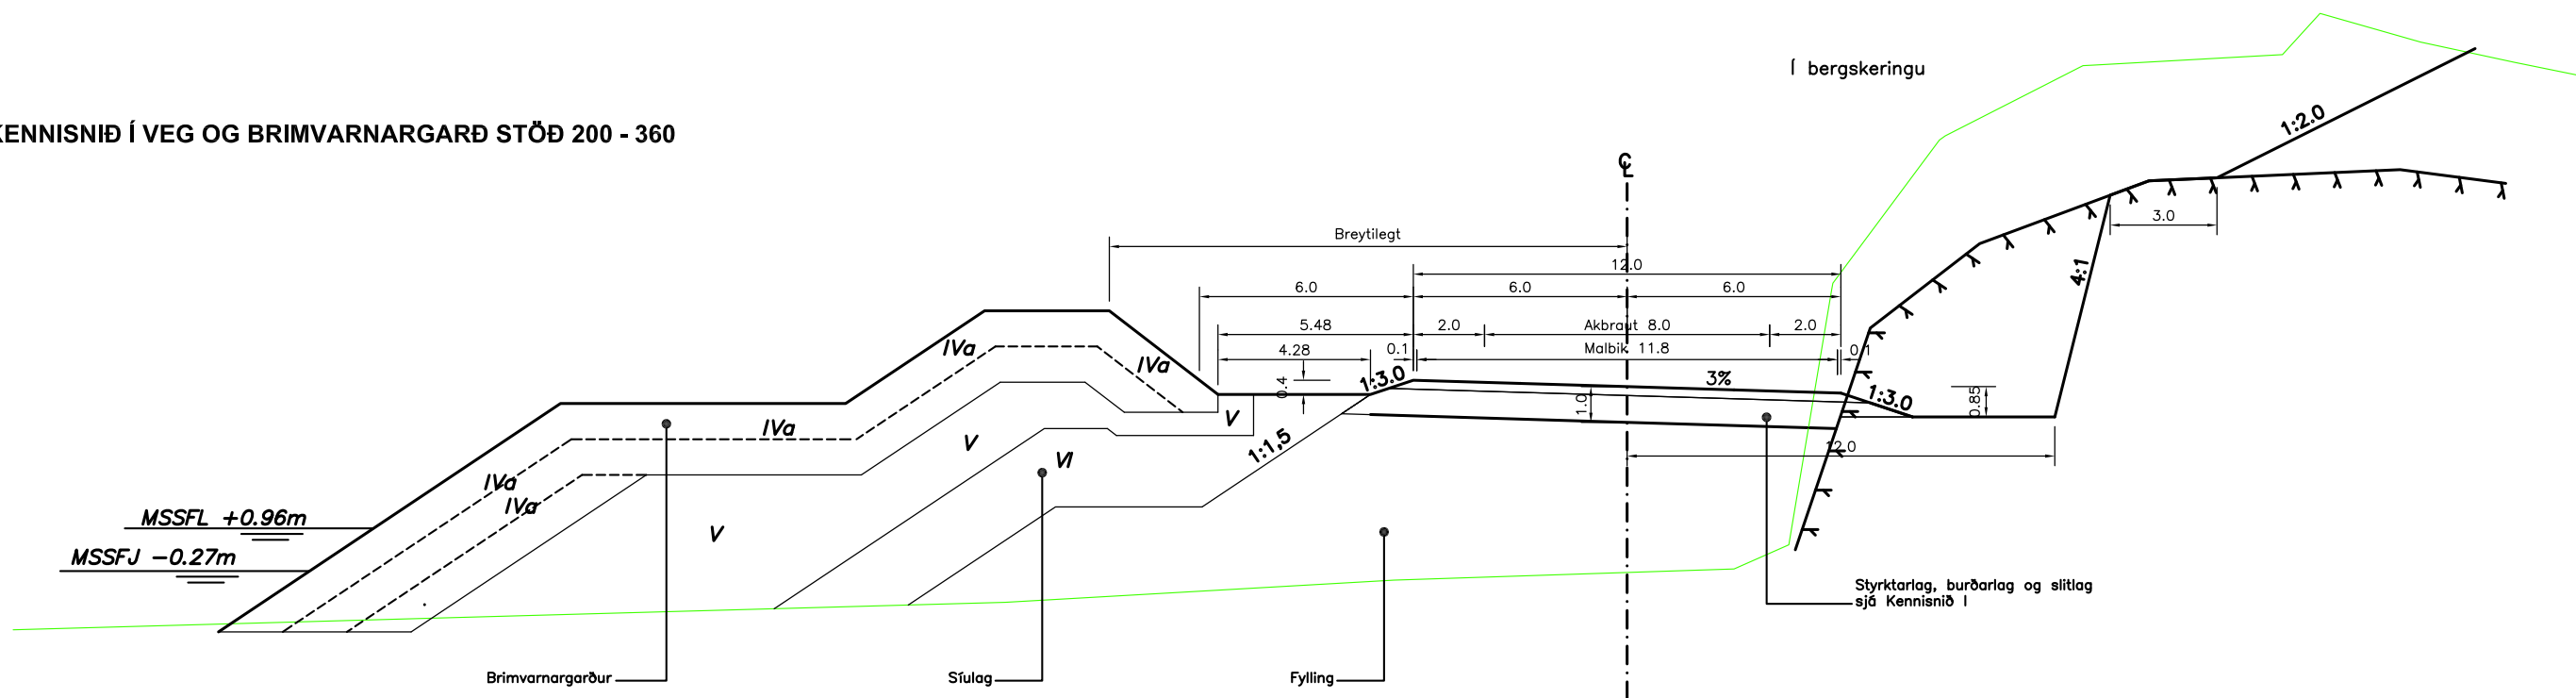 Í bergskeringu
KENNISNIÐ Í VEG OG BRIMVARNARGARÐ STÖÐ 200 - 360
1:2.0
℄
3.0
Breytilegt
12.0
4:1
6.0
6.0
6.0
5.48
2.0
Akbraut 8.0
2.0
4.28
0.1
Malbik 11.8
0.1
IVa
IVa
0.4
1:3.0
3%
1:3.0
0.85
1.0
V
IVa
V
1:1,5
VI
12.0
IVa
IVa
MSSFL +0.96m
V
MSSFJ -0.27m
Styrktarlag, burðarlag og slitlag
sjá Kennisnið I
Brimvarnargarður
Síulag
Fylling